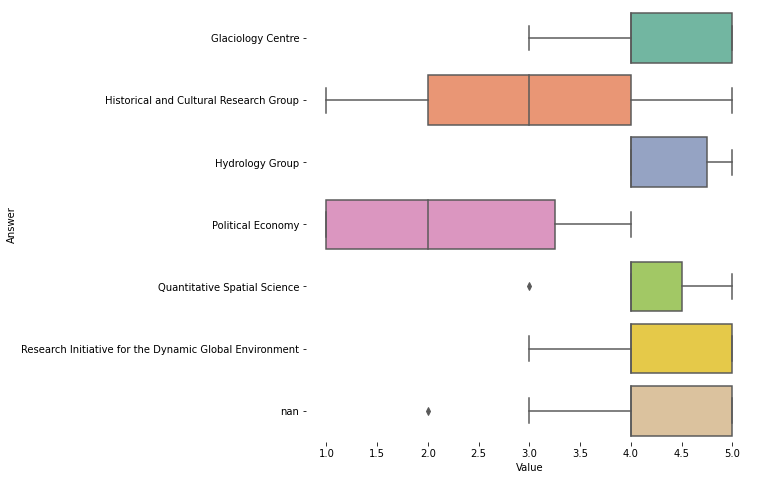 Glaciology Centre
Historical and Cultural Research Group
Hydrology Group
Political Economy
Quantitative Spatial Science
Research Initiative for the Dynamic Global Environment
nan
Answer
1.0 1.5 2.0 2.5 3.0 3.5 4.0 4.5 5.0
Value